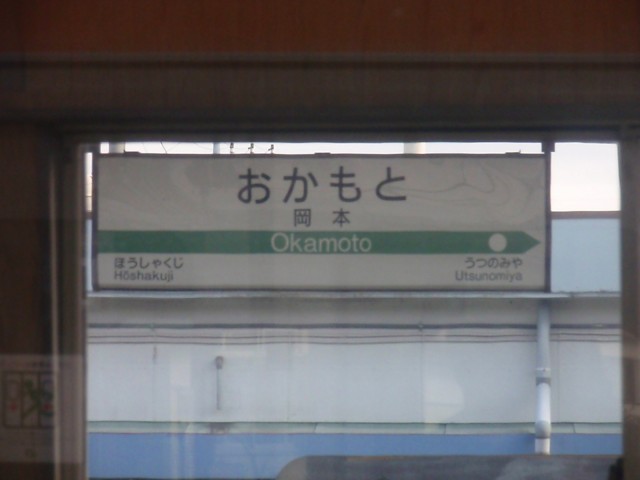 おかもと
岡本
Okamoto
ほうしゃくじ うつのみや
Hōshakuji Utsunomiya